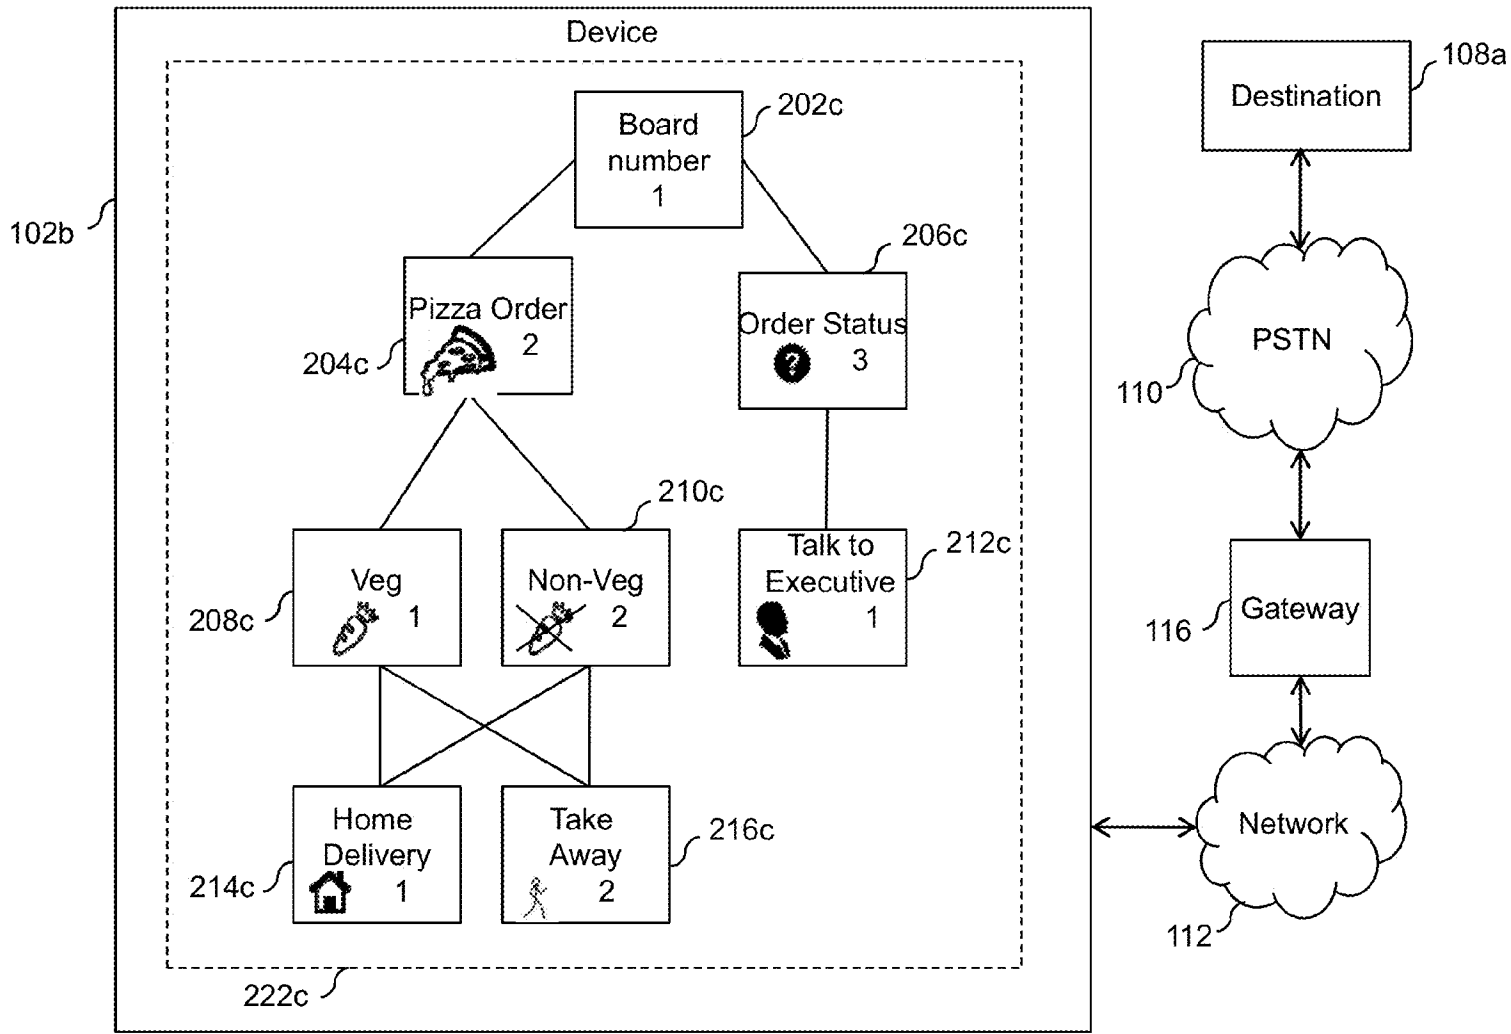 Device
108a
Destination
202c
Board
number
1
102b
206c
Pizza Order
2
204c
Order Status
?
3
PSTN
110
210c
212c
Veg
1
208c
Non-Veg
2
Talk to
Executive
1
Gateway
116
Home
Delivery
1
214c
Take
Away
2
216c
Network
112
222c